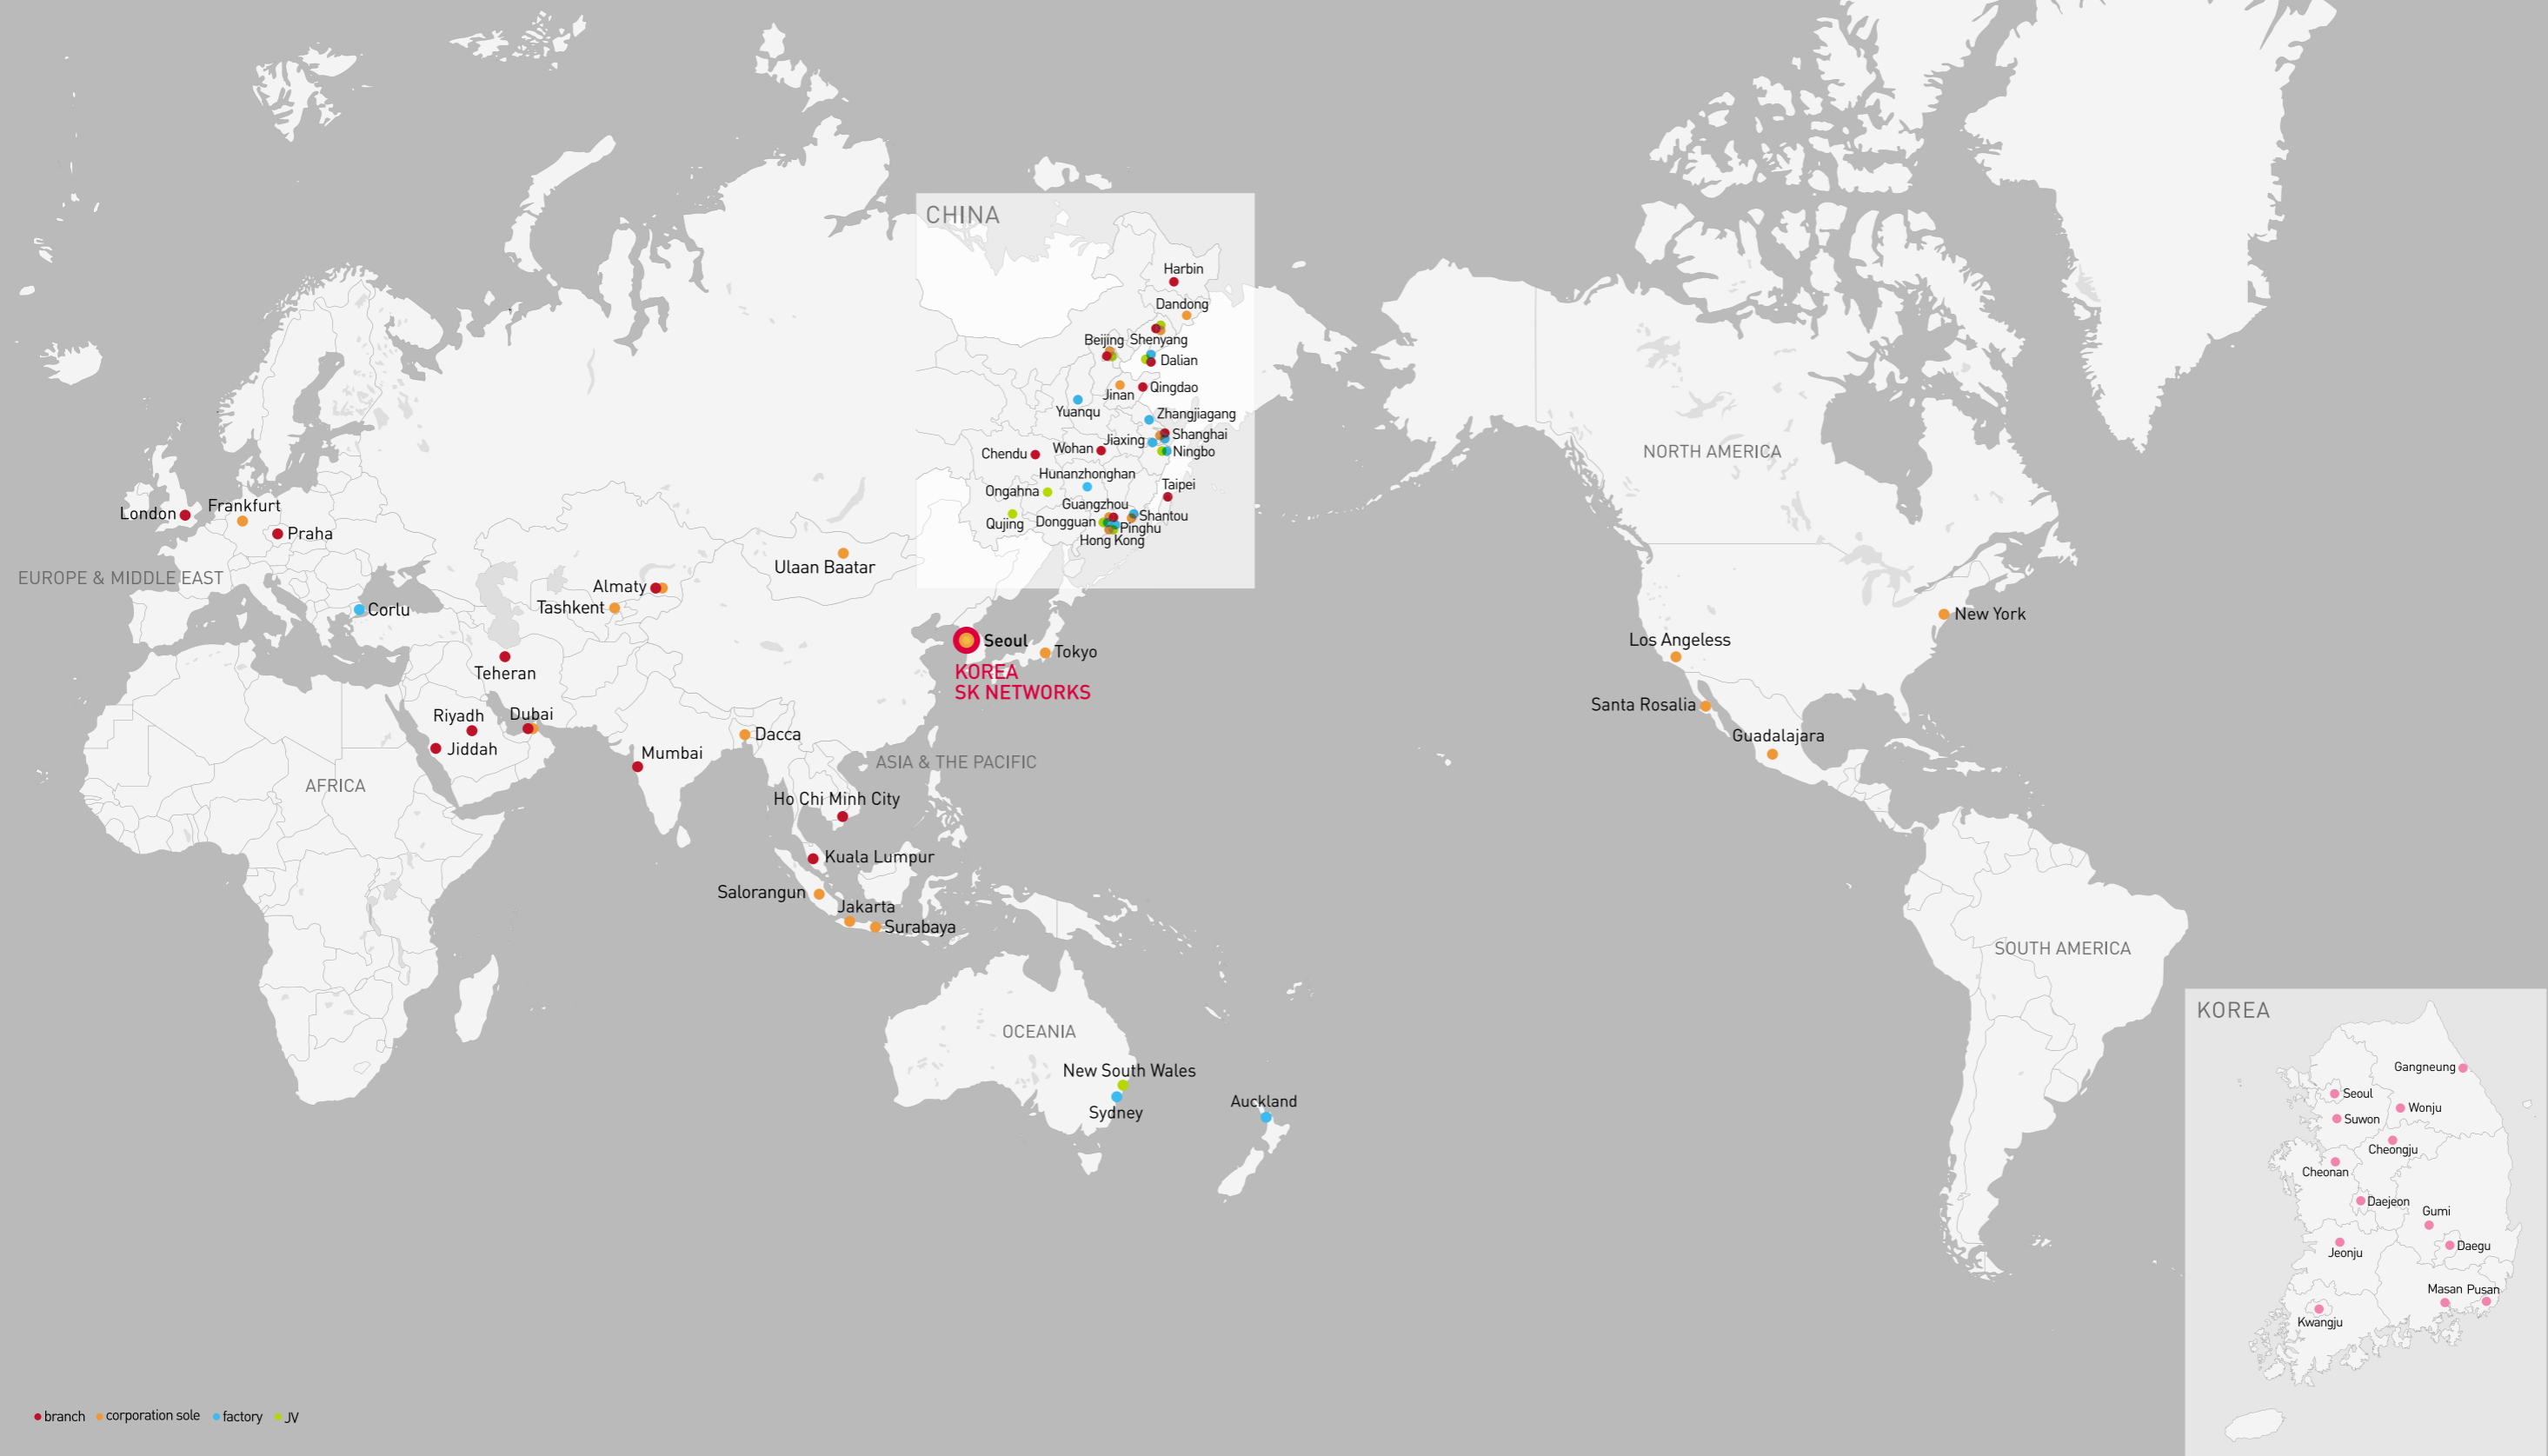 CHINA
Harbin
Dandong
Beijing
Shenyang
Dalian
Jinan
Qingdao
Yuanqu
Zhangjiagang
Shanghai
Jiaxing
Wohan
Chendu
Ningbo
Hunanzhonghan
Ongahna
Taipei
Guangzhou
Qujing
Dongguan
Shantou
Pinghu
Hong Kong
NORTH AMERICA
London
Frankfurt
Praha
EUROPE & MIDDLE EAST
Corlu
Ulaan Baatar
Almaty
Tashkent
Seoul
KOREA
SK NETWORKS
Tokyo
Teheran
Riyadh
Dubai
Jiddah
Mumbai
Dacca
ASIA & THE PACIFIC
AFRICA
Ho Chi Minh City
Kuala Lumpur
Salorangun
Jakarta
Surabaya
New York
Los Angeless
Santa Rosalia
Guadalajara
SOUTH AMERICA
OCEANIA
New South Wales
Sydney
Auckland
KOREA
Gangneung
Seoul
Wonju
Suwon
Cheongju
Cheonan
Daejeon
Gumi
Jeonju
Daegu
Masan
Pusan
Kwangju
branch
corporation sole
factory
JV